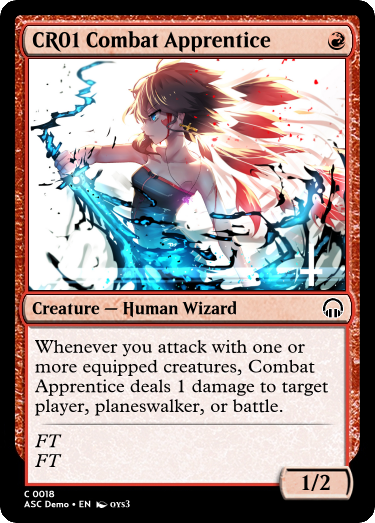 CR01 Combat Apprentice
Creature — Human Wizard
Whenever you attack with one or
more equipped creatures, Combat
Apprentice deals 1 damage to target
player, planeswalker, or battle.
FT
FT
1/2
C 0018
ASC Demo • EN oys3